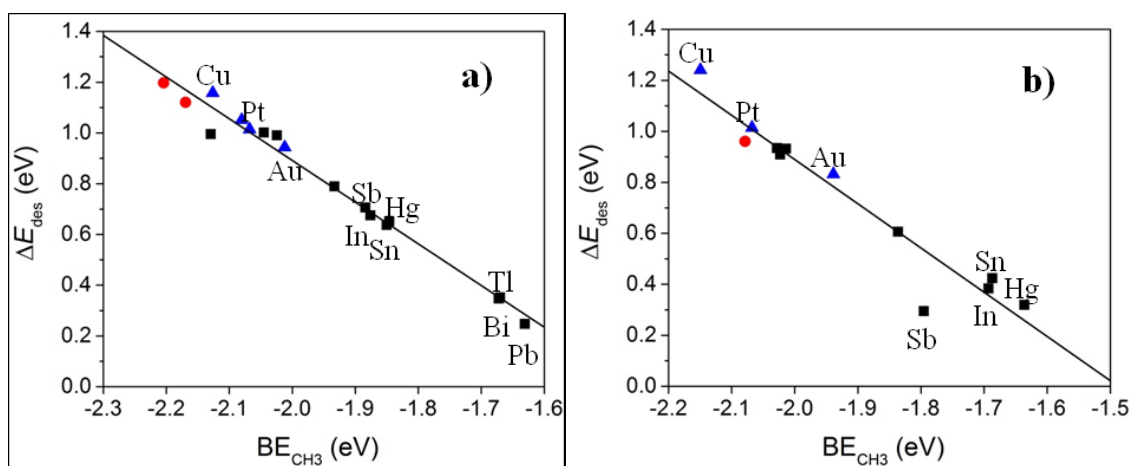 a)
1.4
1.2
1.0
0.8
0.6
0.4
0.2
0.0
ΔE_des (eV)
Cu
Pt
Au
Sb
Hg
In
Sn
Tl
Bi
Pb
-2.3 -2.2 -2.1 -2.0 -1.9 -1.8 -1.7 -1.6
BE_CH3 (eV)
b)
1.4
1.2
1.0
0.8
0.6
0.4
0.2
0.0
ΔE_des (eV)
Cu
Pt
Au
Sn
Hg
In
Sb
-2.2 -2.1 -2.0 -1.9 -1.8 -1.7 -1.6 -1.5
BE_CH3 (eV)